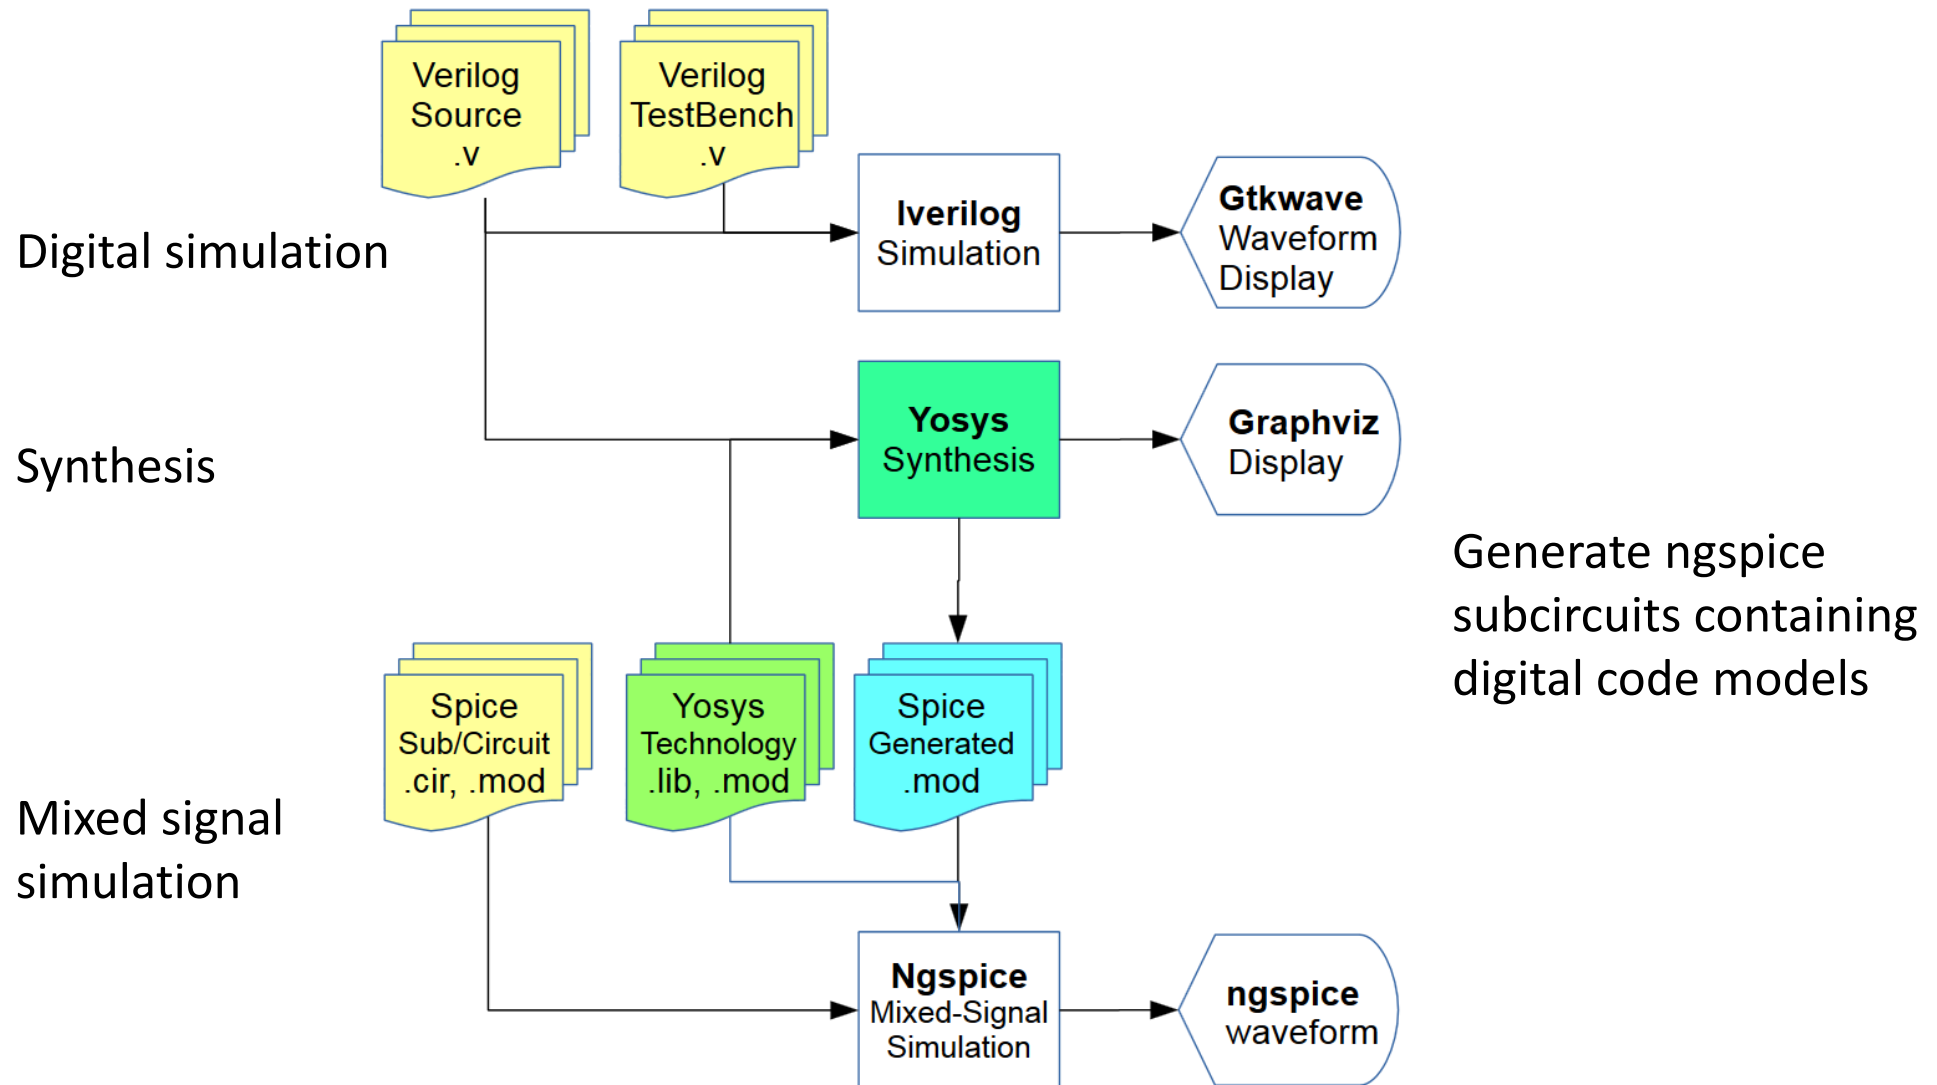 Verilog
Source
.v
Verilog
TestBench
.v
Digital simulation
Iverilog
Simulation
Gtkwave
Waveform
Display
Synthesis
Yosys
Synthesis
Graphviz
Display
Generate ngspice
subcircuits containing
digital code models
Mixed signal
simulation
Spice
Sub/Circuit
.cir, .mod
Yosys
Technology
.lib, .mod
Spice
Generated
.mod
Ngspice
Mixed-Signal
Simulation
ngspice
waveform